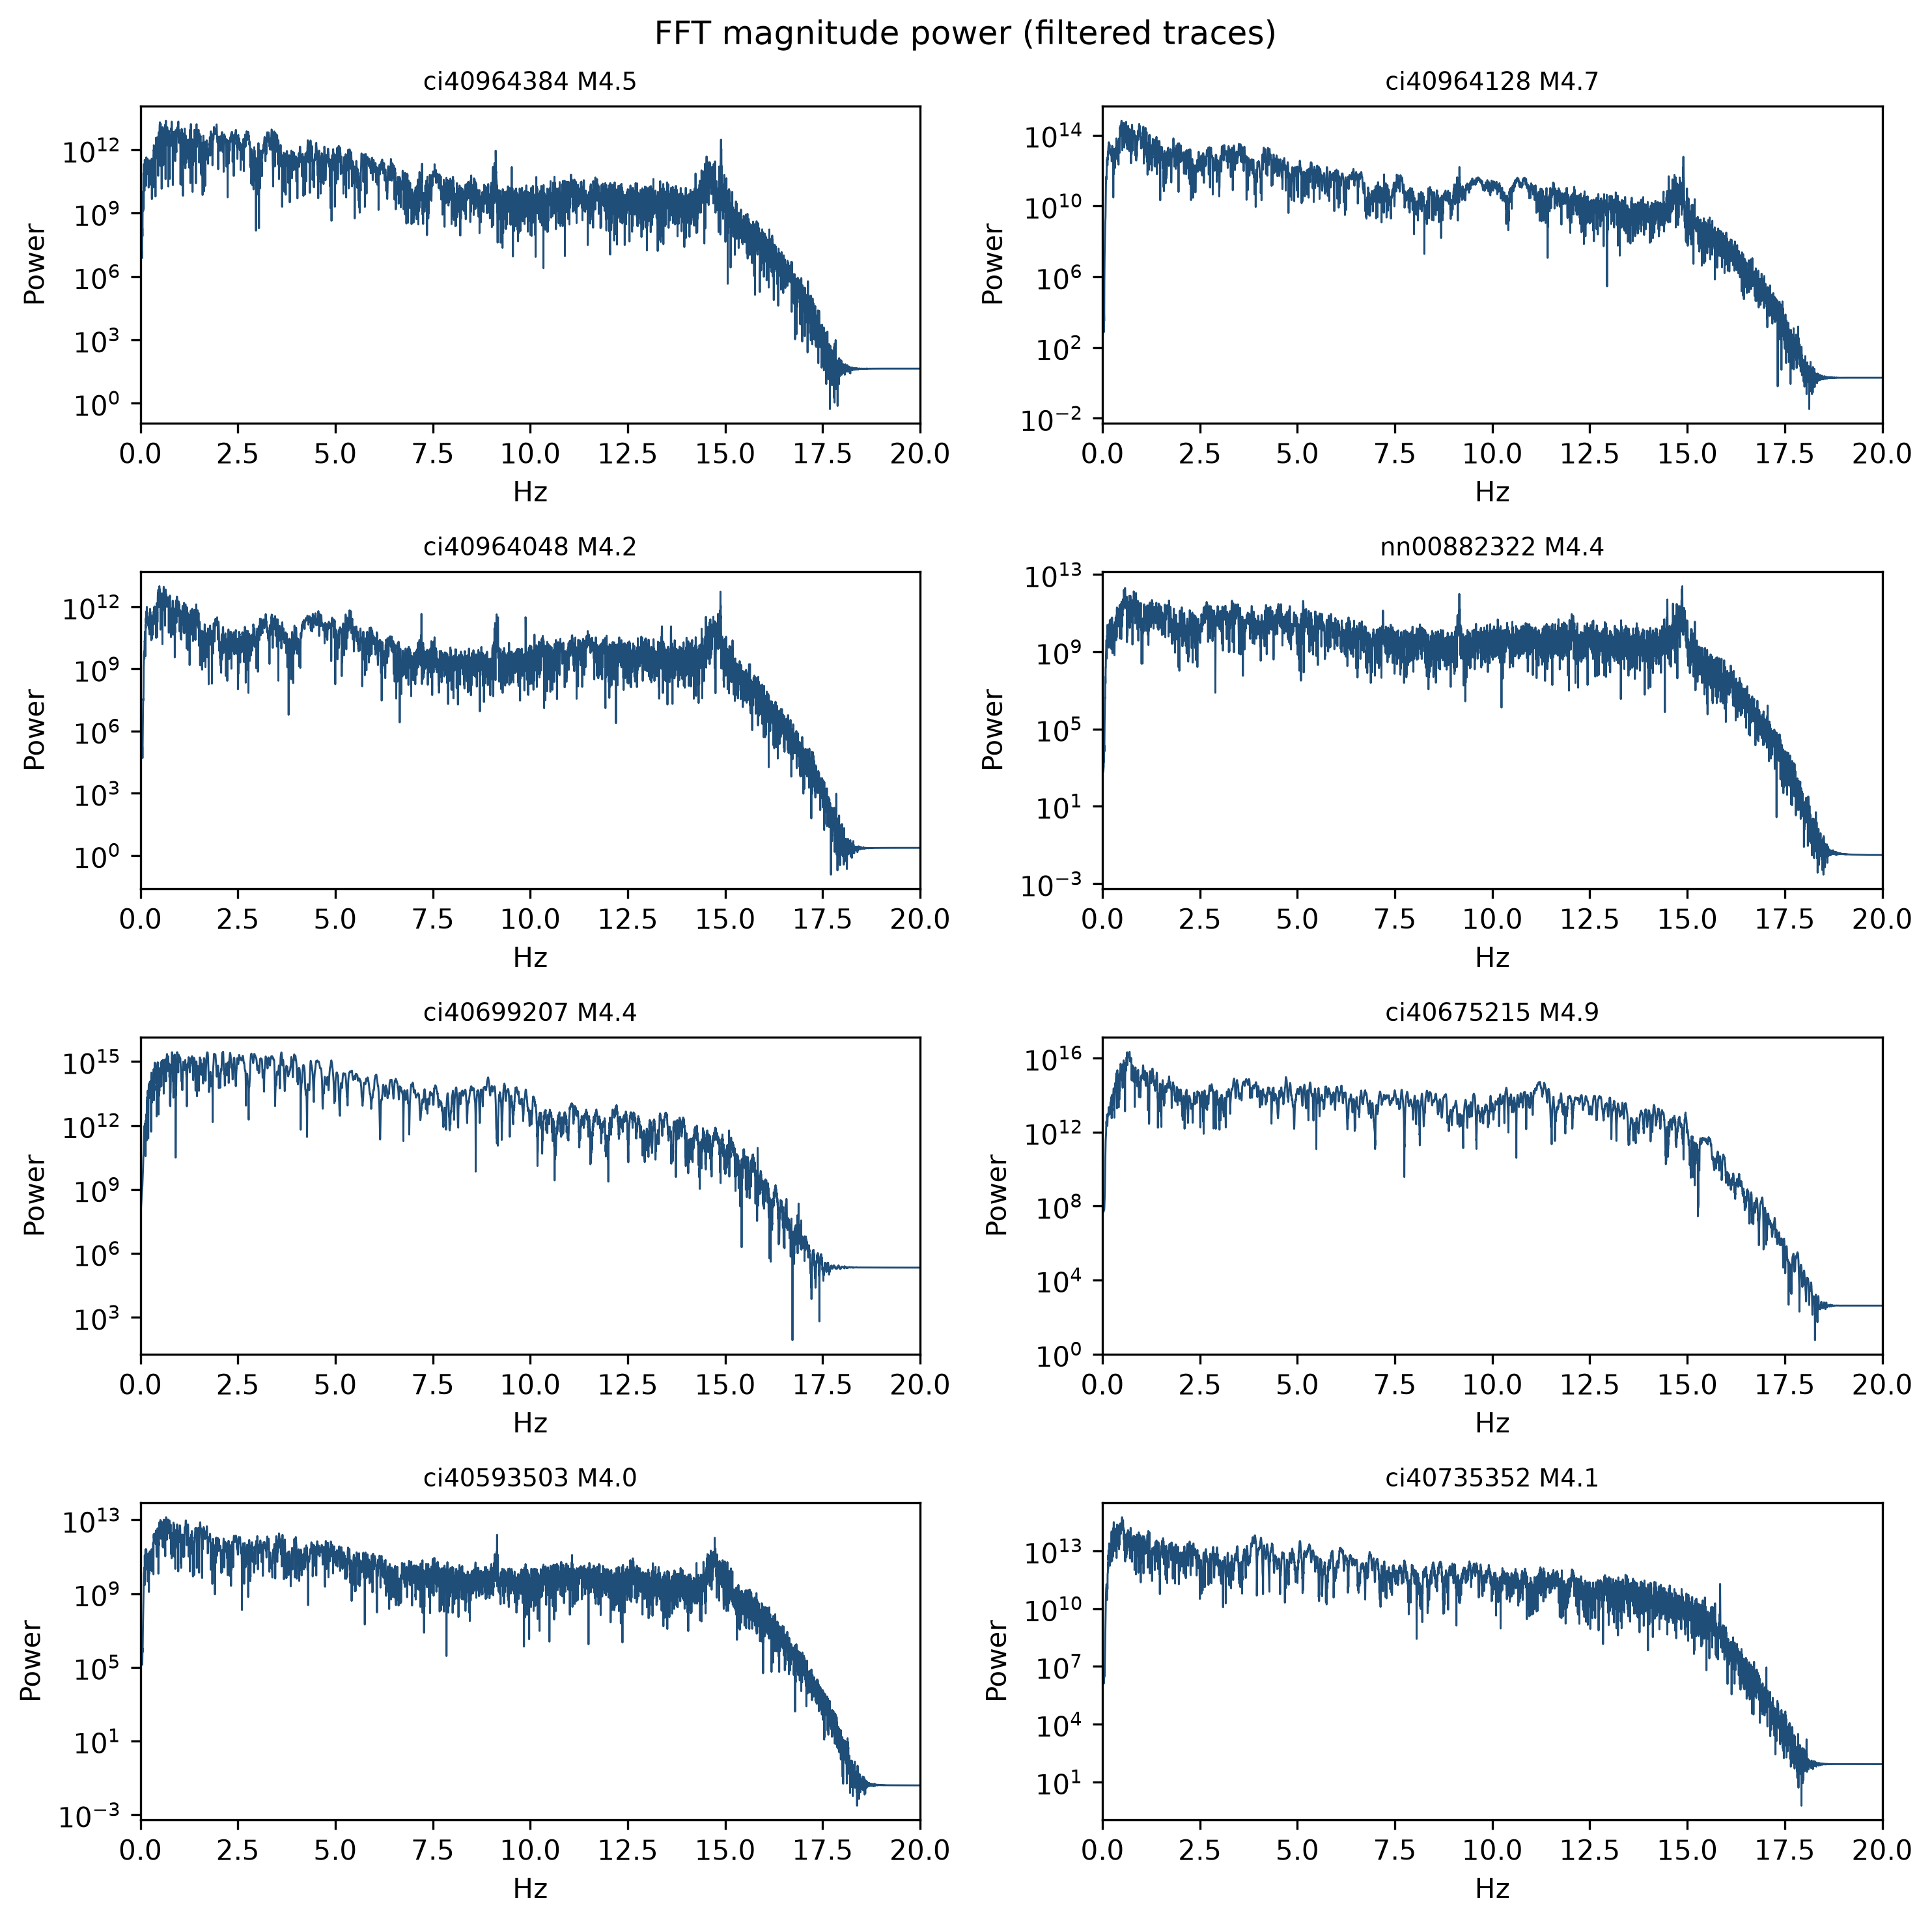 FFT magnitude power (filtered traces)
ci40964384 M4.5
10^12
10^9
10^6
10^3
10^0
Power
0.0 2.5 5.0 7.5 10.0 12.5 15.0 17.5 20.0
Hz
ci40964128 M4.7
10^14
10^10
10^6
10^2
10^−2
Power
0.0 2.5 5.0 7.5 10.0 12.5 15.0 17.5 20.0
Hz
ci40964048 M4.2
10^12
10^9
10^6
10^3
10^0
Power
0.0 2.5 5.0 7.5 10.0 12.5 15.0 17.5 20.0
Hz
nn00882322 M4.4
10^13
10^9
10^5
10^1
10^−3
Power
0.0 2.5 5.0 7.5 10.0 12.5 15.0 17.5 20.0
Hz
ci40699207 M4.4
10^15
10^12
10^9
10^6
10^3
Power
0.0 2.5 5.0 7.5 10.0 12.5 15.0 17.5 20.0
Hz
ci40675215 M4.9
10^16
10^12
10^8
10^4
10^0
Power
0.0 2.5 5.0 7.5 10.0 12.5 15.0 17.5 20.0
Hz
ci40593503 M4.0
10^13
10^9
10^5
10^1
10^−3
Power
0.0 2.5 5.0 7.5 10.0 12.5 15.0 17.5 20.0
Hz
ci40735352 M4.1
10^13
10^10
10^7
10^4
10^1
Power
0.0 2.5 5.0 7.5 10.0 12.5 15.0 17.5 20.0
Hz